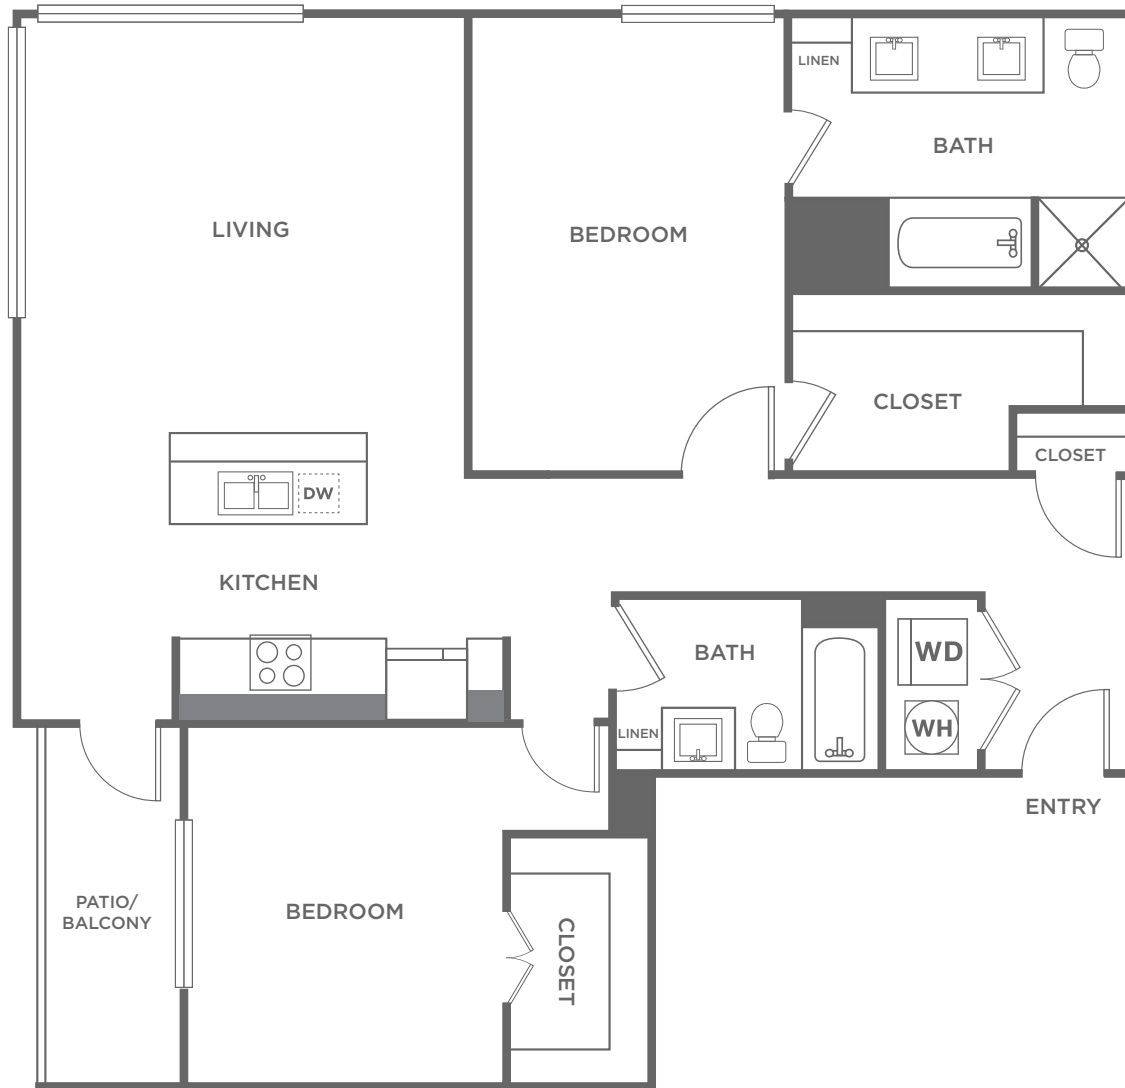 LINEN
BATH
LIVING
BEDROOM
CLOSET
CLOSET
DW
KITCHEN
BATH
WD
LINEN
WH
ENTRY
PATIO/
BALCONY
BEDROOM
CLOSET